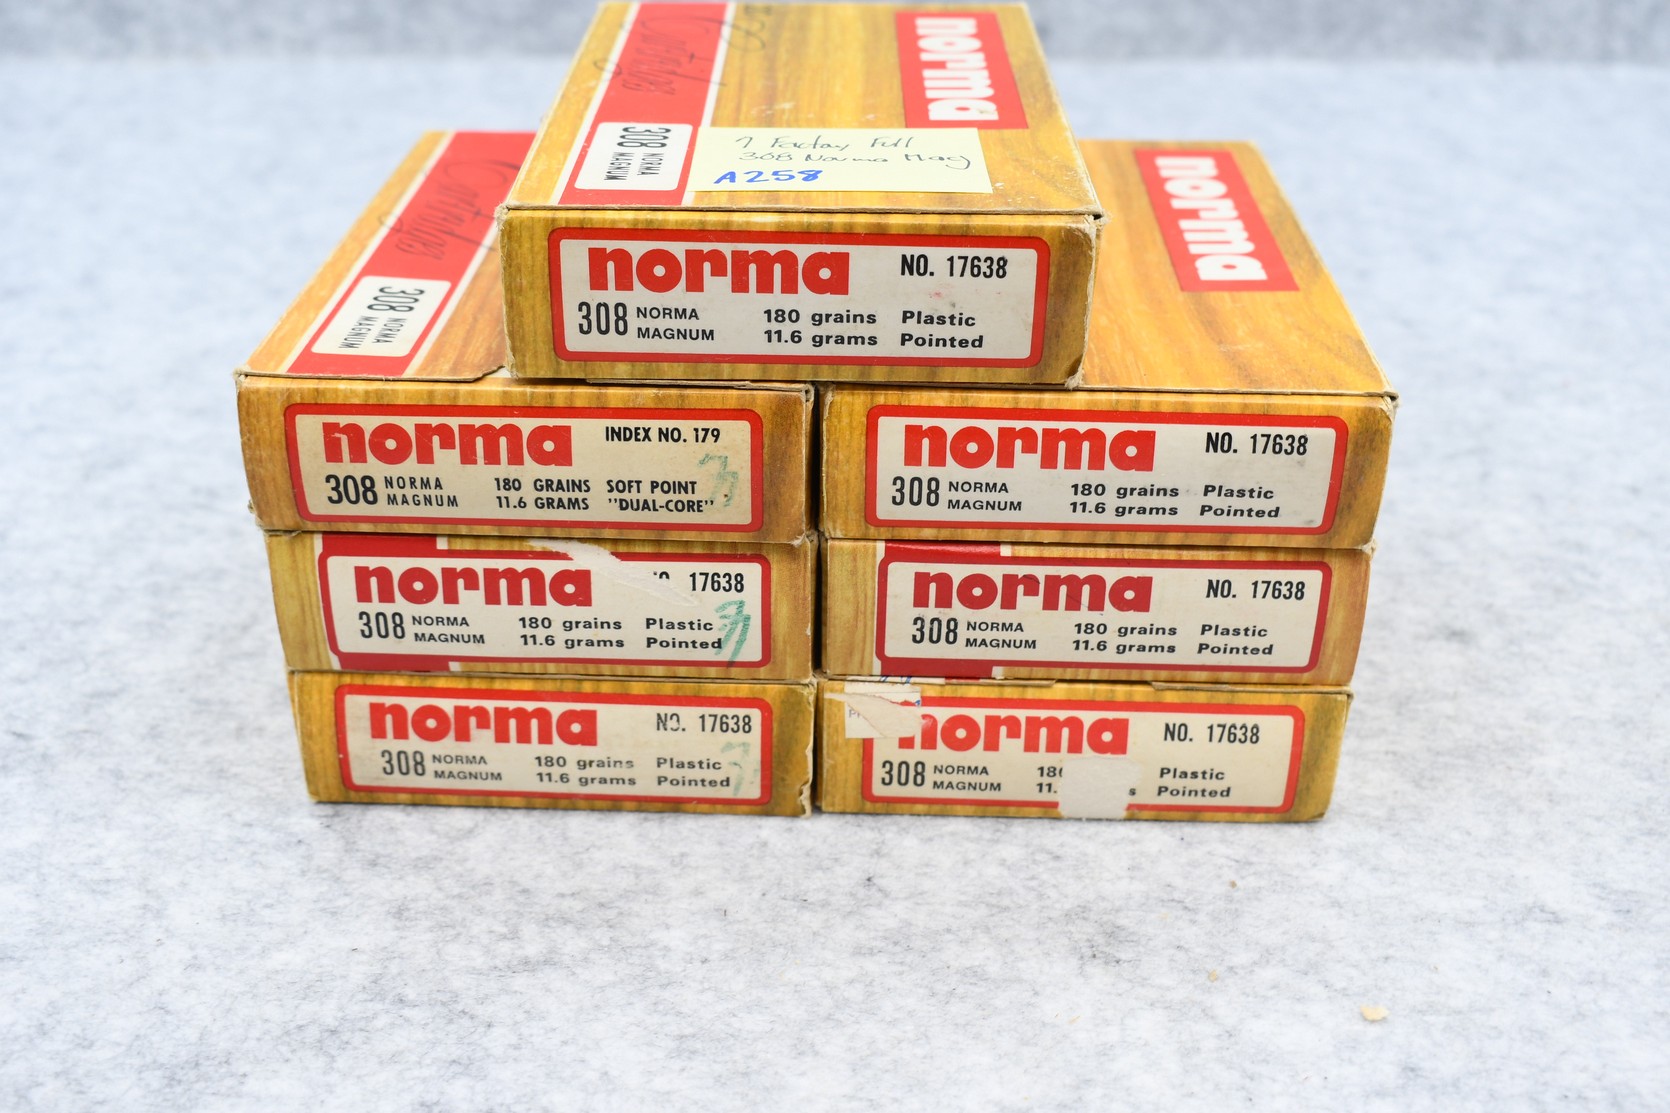 norma
Cartridges
308 NORMA
MAGNUM
7 Factory Full
308 Norma Mag
A258
norma NO. 17638
308 NORMA MAGNUM 180 grains Plastic
11.6 grams Pointed
Cartridges
308 NORMA
MAGNUM
norma
norma INDEX NO. 179
308 NORMA MAGNUM 180 GRAINS SOFT POINT
11.6 GRAMS "DUAL-CORE"
norma NO. 17638
308 NORMA MAGNUM 180 grains Plastic
11.6 grams Pointed
norma 17638
308 NORMA MAGNUM 180 grains Plastic
11.6 grams Pointed
norma NO. 17638
308 NORMA MAGNUM 180 grains Plastic
11.6 grams Pointed
norma NO. 17638
308 NORMA MAGNUM 180 grains Plastic
11.6 grams Pointed
norma NO. 17638
308 NORMA MAGNUM 18 Plastic
11. s Pointed